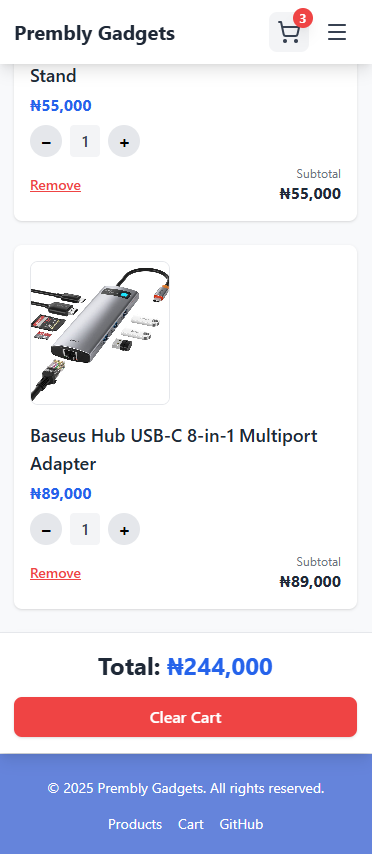 Prembly Gadgets
3
Stand
₦55,000
− 1 +
Remove
Subtotal
₦55,000
Baseus Hub USB-C 8-in-1 Multiport
Adapter
₦89,000
− 1 +
Remove
Subtotal
₦89,000
Total: ₦244,000
Clear Cart
© 2025 Prembly Gadgets. All rights reserved.
Products Cart GitHub